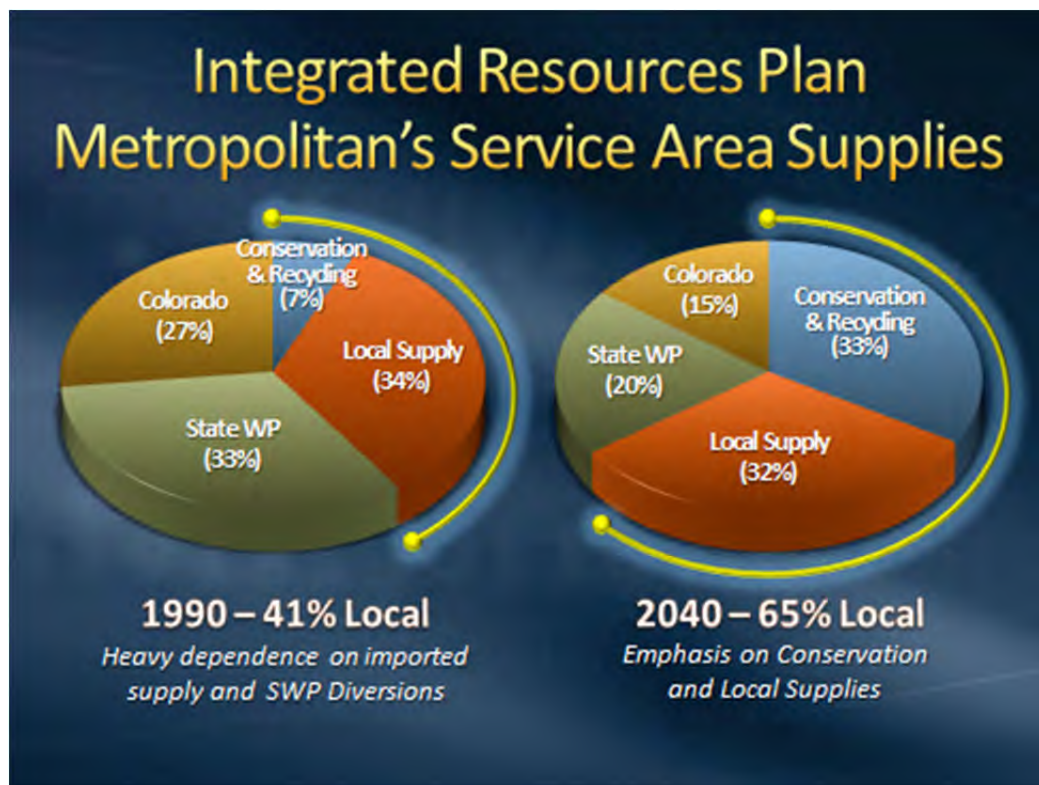 Integrated Resources Plan
Metropolitan's Service Area Supplies
Conservation
& Recyding
(7%)
Colorado
(27%)
Local Supply
(34%)
State WP
(33%)
Colorado
(15%)
Conservation
& Recyding
(33%)
State WP
(20%)
Local Supply
(32%)
1990 – 41% Local
Heavy dependence on imported
supply and SWP Diversions
2040 – 65% Local
Emphasis on Conservation
and Local Supplies